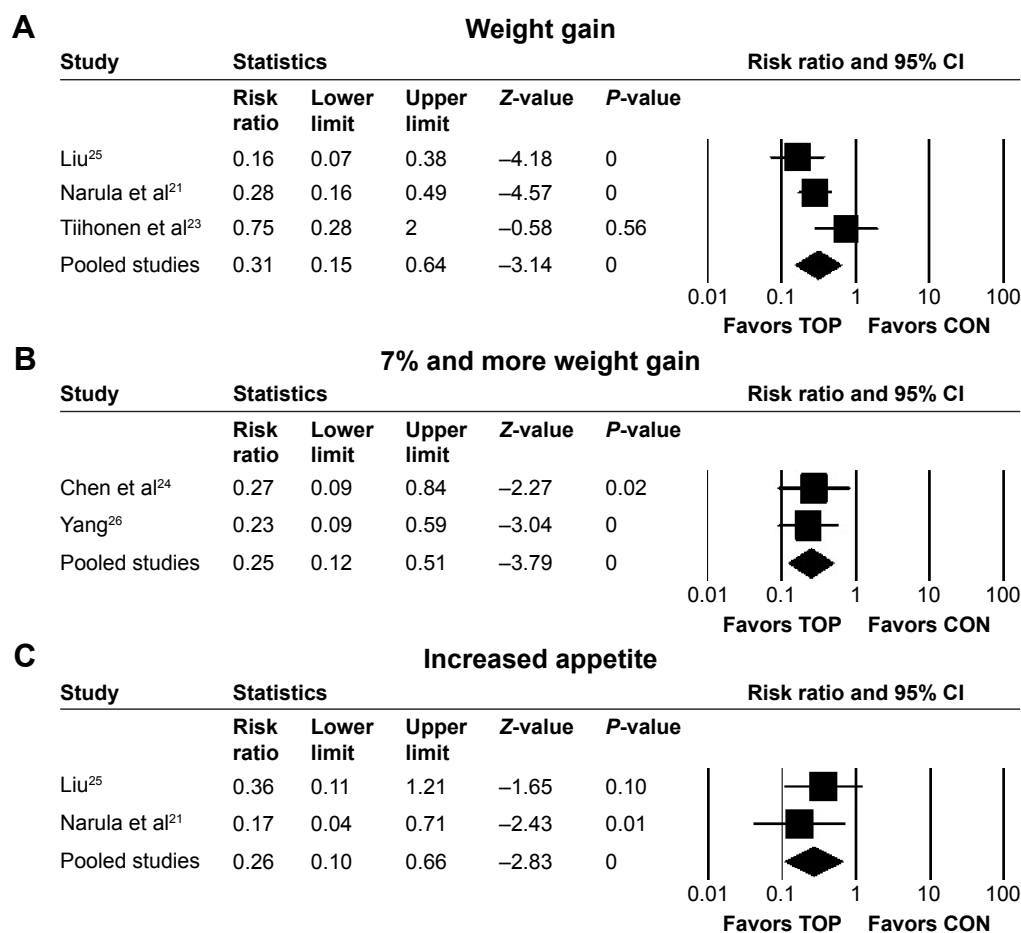 A
Weight gain
Study Statistics Risk ratio and 95% CI
Risk ratio Lower limit Upper limit Z-value P-value
Liu25 0.16 0.07 0.38 –4.18 0
Narula et al21 0.28 0.16 0.49 –4.57 0
Tiihonen et al23 0.75 0.28 2 –0.58 0.56
Pooled studies 0.31 0.15 0.64 –3.14 0
0.01 0.1 1 10 100
Favors TOP Favors CON
B
7% and more weight gain
Study Statistics Risk ratio and 95% CI
Risk ratio Lower limit Upper limit Z-value P-value
Chen et al24 0.27 0.09 0.84 –2.27 0.02
Yang26 0.23 0.09 0.59 –3.04 0
Pooled studies 0.25 0.12 0.51 –3.79 0
0.01 0.1 1 10 100
Favors TOP Favors CON
C
Increased appetite
Study Statistics Risk ratio and 95% CI
Risk ratio Lower limit Upper limit Z-value P-value
Liu25 0.36 0.11 1.21 –1.65 0.10
Narula et al21 0.17 0.04 0.71 –2.43 0.01
Pooled studies 0.26 0.10 0.66 –2.83 0
0.01 0.1 1 10 100
Favors TOP Favors CON